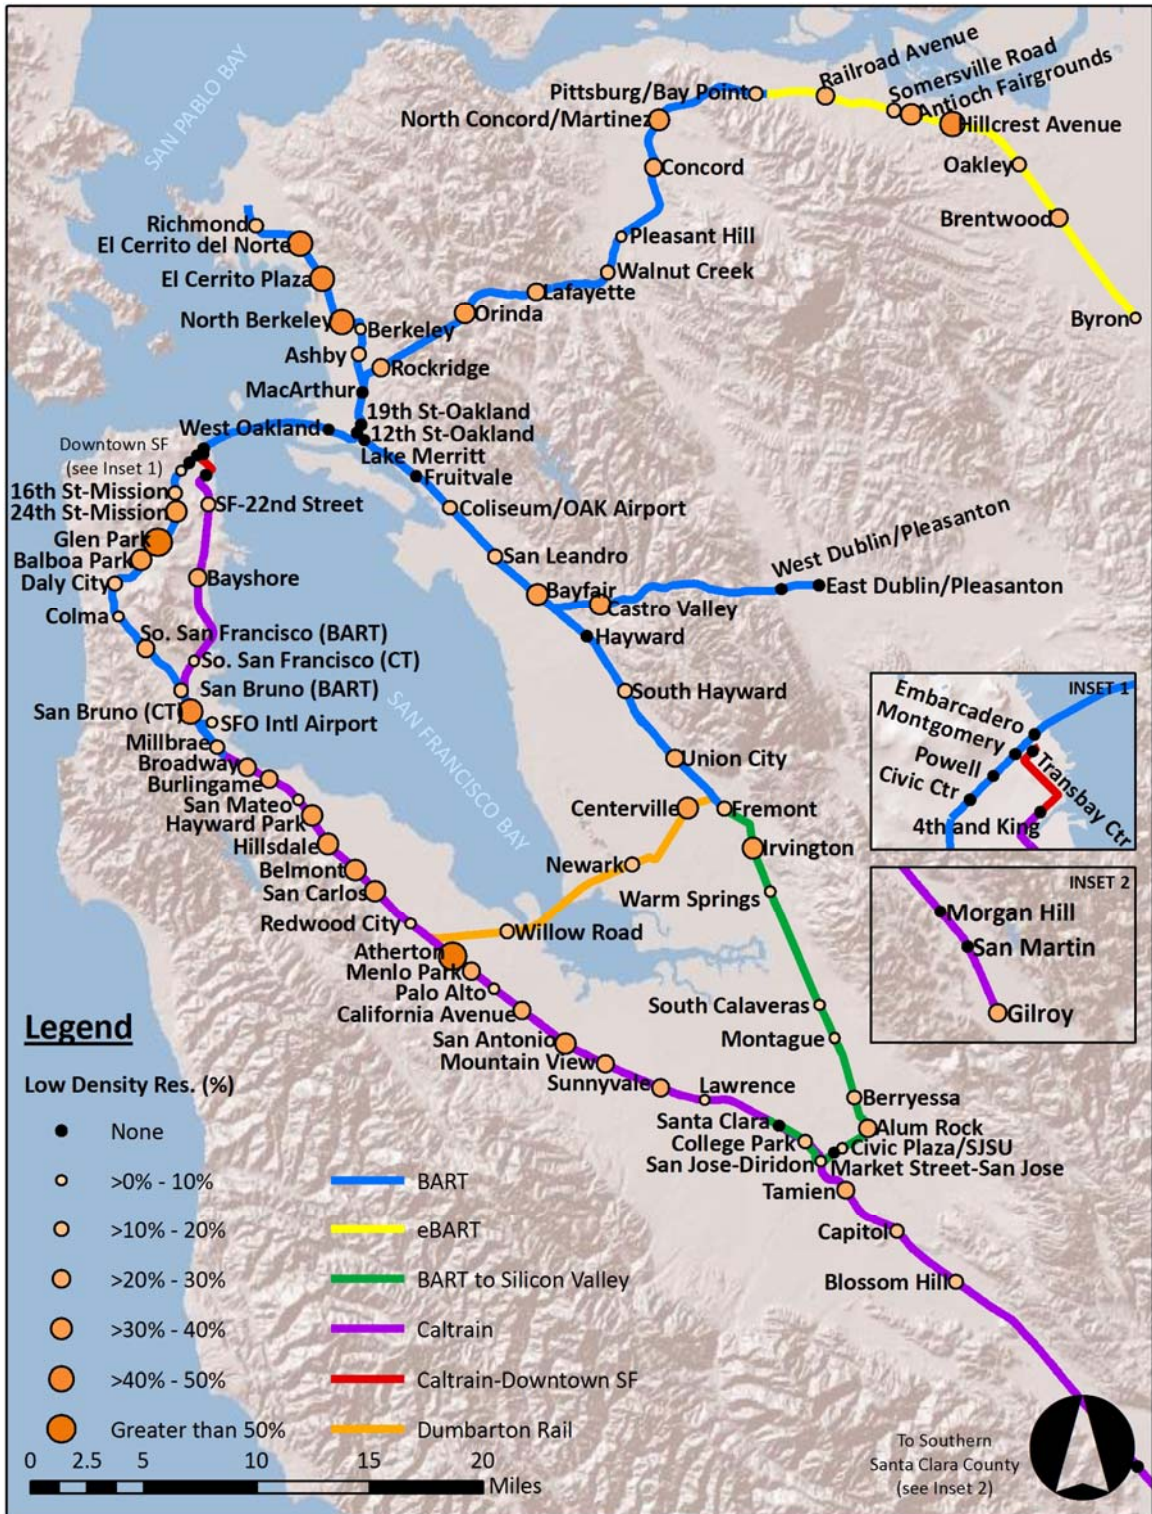 SAN PABLO BAY
Railroad Avenue
Somersville Road
Antioch Fairgrounds
Pittsburg/Bay Point
North Concord/Martinez
Hillcrest Avenue
Concord
Oakley
Brentwood
Richmond
El Cerrito del Norte
Pleasant Hill
El Cerrito Plaza
Walnut Creek
Lafayette
North Berkeley
Berkeley
Orinda
Byron
Ashby
Rockridge
MacArthur
19th St-Oakland
West Oakland
12th St-Oakland
Lake Merritt
Downtown SF
(see Inset 1)
Fruitvale
16th St-Mission
24th St-Mission
SF-22nd Street
Coliseum/OAK Airport
Glen Park
Balboa Park
San Leandro
West Dublin/Pleasanton
Daly City
Bayshore
Bayfair
East Dublin/Pleasanton
Castro Valley
Colma
So. San Francisco (BART)
Hayward
So. San Francisco (CT)
San Bruno (BART)
South Hayward
San Bruno (CT)
SFO Intl Airport
SAN FRANCISCO BAY
Millbrae
Broadway
Union City
Burlingame
San Mateo
Hayward Park
Centerville
Fremont
Hillsdale
Irvington
Belmont
Newark
San Carlos
Warm Springs
Redwood City
Willow Road
Atherton
Menlo Park
Palo Alto
California Avenue
South Calaveras
San Antonio
Montague
Mountain View
Sunnyvale
Lawrence
Berryessa
Santa Clara
Alum Rock
College Park
Civic Plaza/SJSU
San Jose-Diridon
Market Street-San Jose
Tamien
Capitol
Blossom Hill
INSET 1
Embarcadero
Montgomery
Powell
Civic Ctr
Transbay Ctr
4th and King
INSET 2
Morgan Hill
San Martin
Gilroy
Legend
Low Density Res. (%)
None
>0% - 10%
>10% - 20%
>20% - 30%
>30% - 40%
>40% - 50%
Greater than 50%
BART
eBART
BART to Silicon Valley
Caltrain
Caltrain-Downtown SF
Dumbarton Rail
0 2.5 5 10 15 20
Miles
To Southern
Santa Clara County
(see Inset 2)